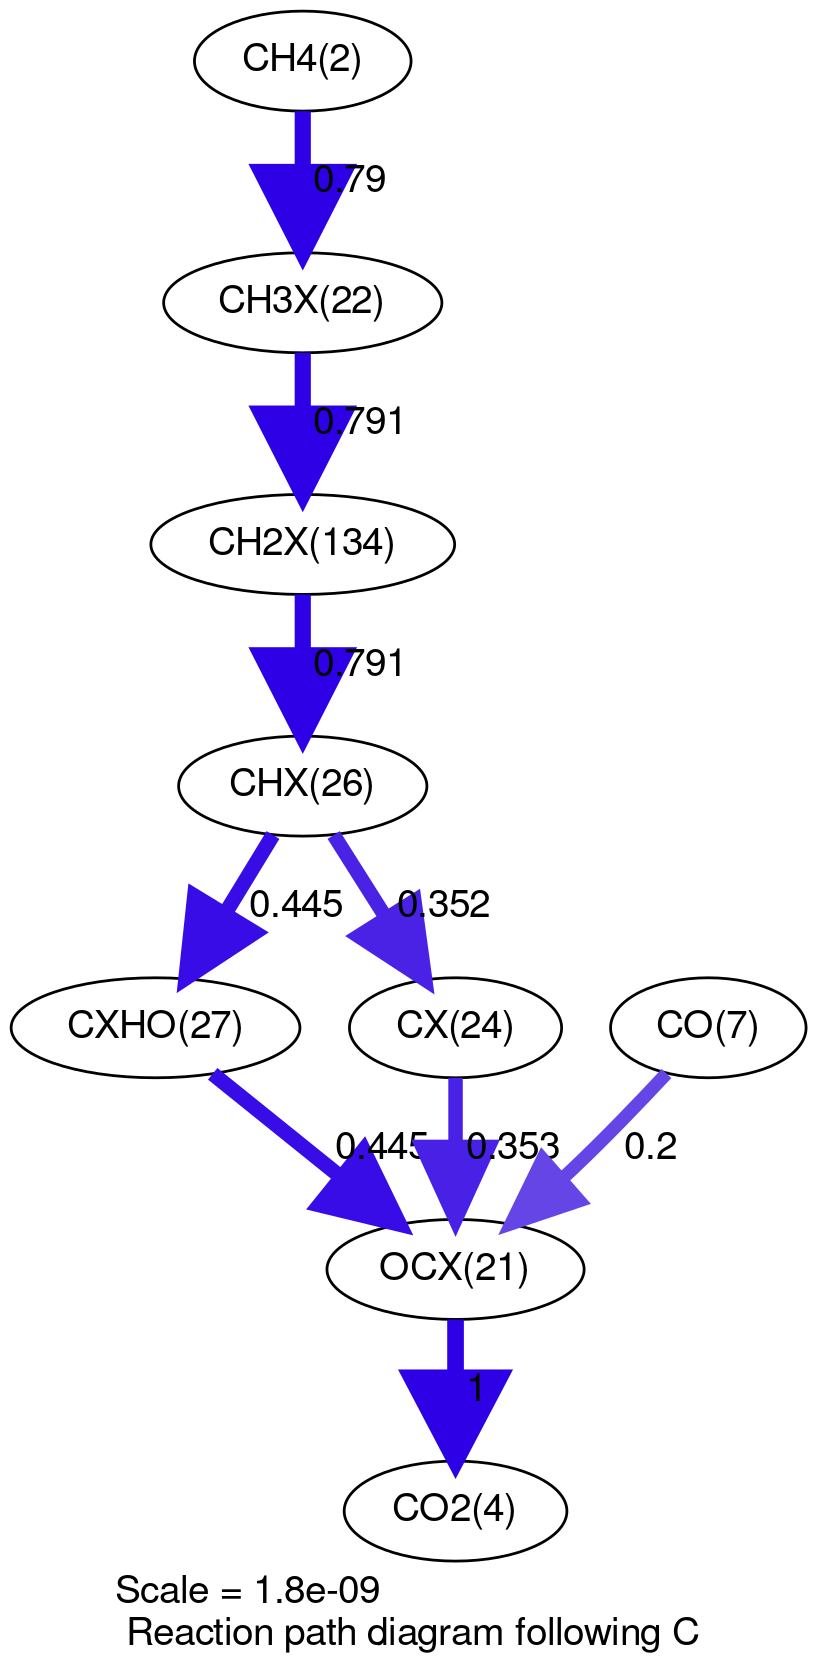 CH4(2)
0.79
CH3X(22)
0.791
CH2X(134)
0.791
CHX(26)
0.445
0.352
CXHO(27)
CX(24)
CO(7)
0.445
0.353
0.2
OCX(21)
1
CO2(4)
Scale = 1.8e-09
Reaction path diagram following C